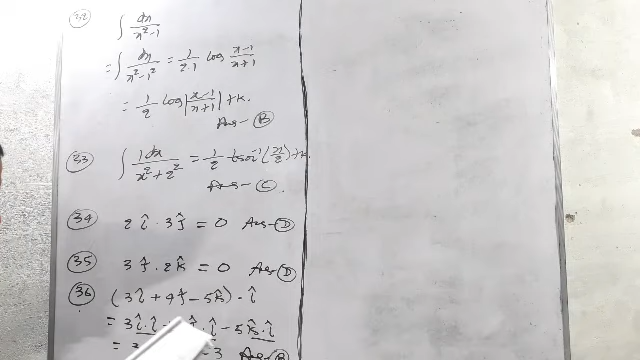 32 ∫ dx / x²-1
= ∫ dx / x²-1² = 1/2·1 log x-1/x+1
= 1/2 log |x-1/x+1| + k.
Ans- B
33 ∫ 1dx / x²+2² = 1/2 tan⁻¹ (x/2) + k.
Ans- C.
34 2î · 3ĵ = 0 Ans- D
35 3ĵ · 2k̂ = 0 Ans- D
36 (3î + 4ĵ - 5k̂) · î
= 3î·î · î - 5k̂·î
= 3 Ans- B